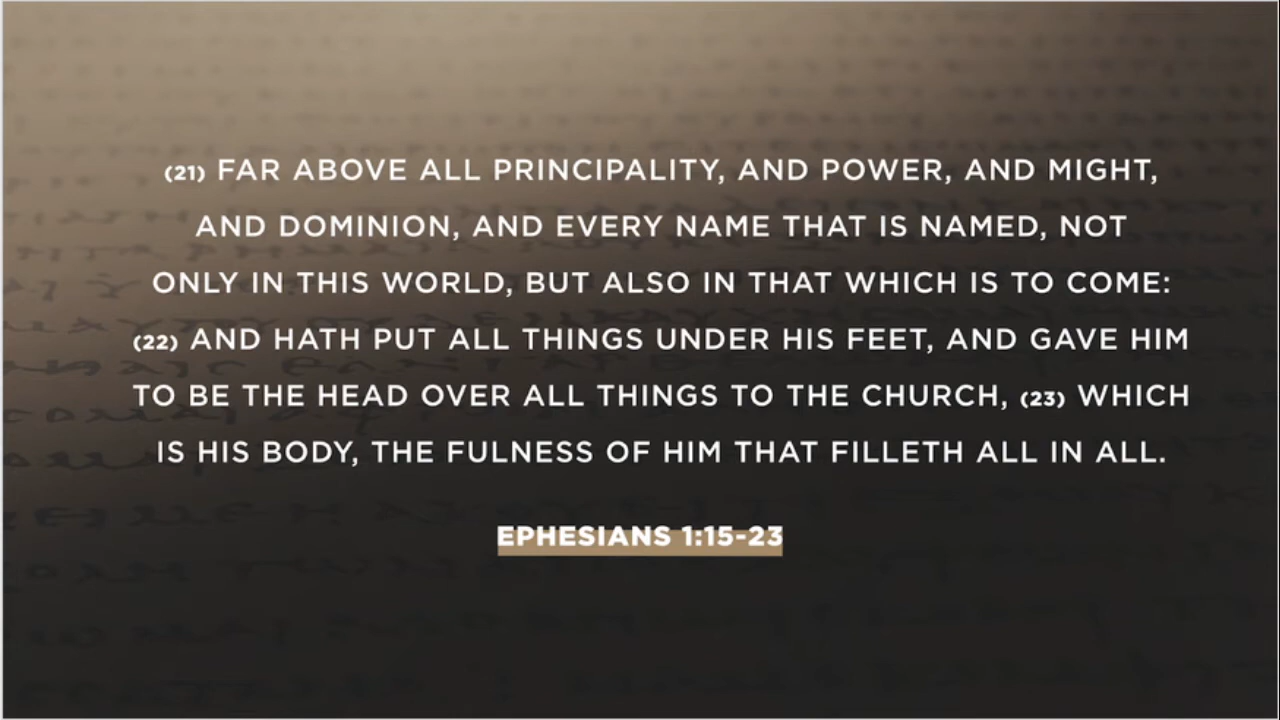 (21) FAR ABOVE ALL PRINCIPALITY, AND POWER, AND MIGHT,
AND DOMINION, AND EVERY NAME THAT IS NAMED, NOT
ONLY IN THIS WORLD, BUT ALSO IN THAT WHICH IS TO COME:
(22) AND HATH PUT ALL THINGS UNDER HIS FEET, AND GAVE HIM
TO BE THE HEAD OVER ALL THINGS TO THE CHURCH, (23) WHICH
IS HIS BODY, THE FULNESS OF HIM THAT FILLETH ALL IN ALL.
EPHESIANS 1:15-23